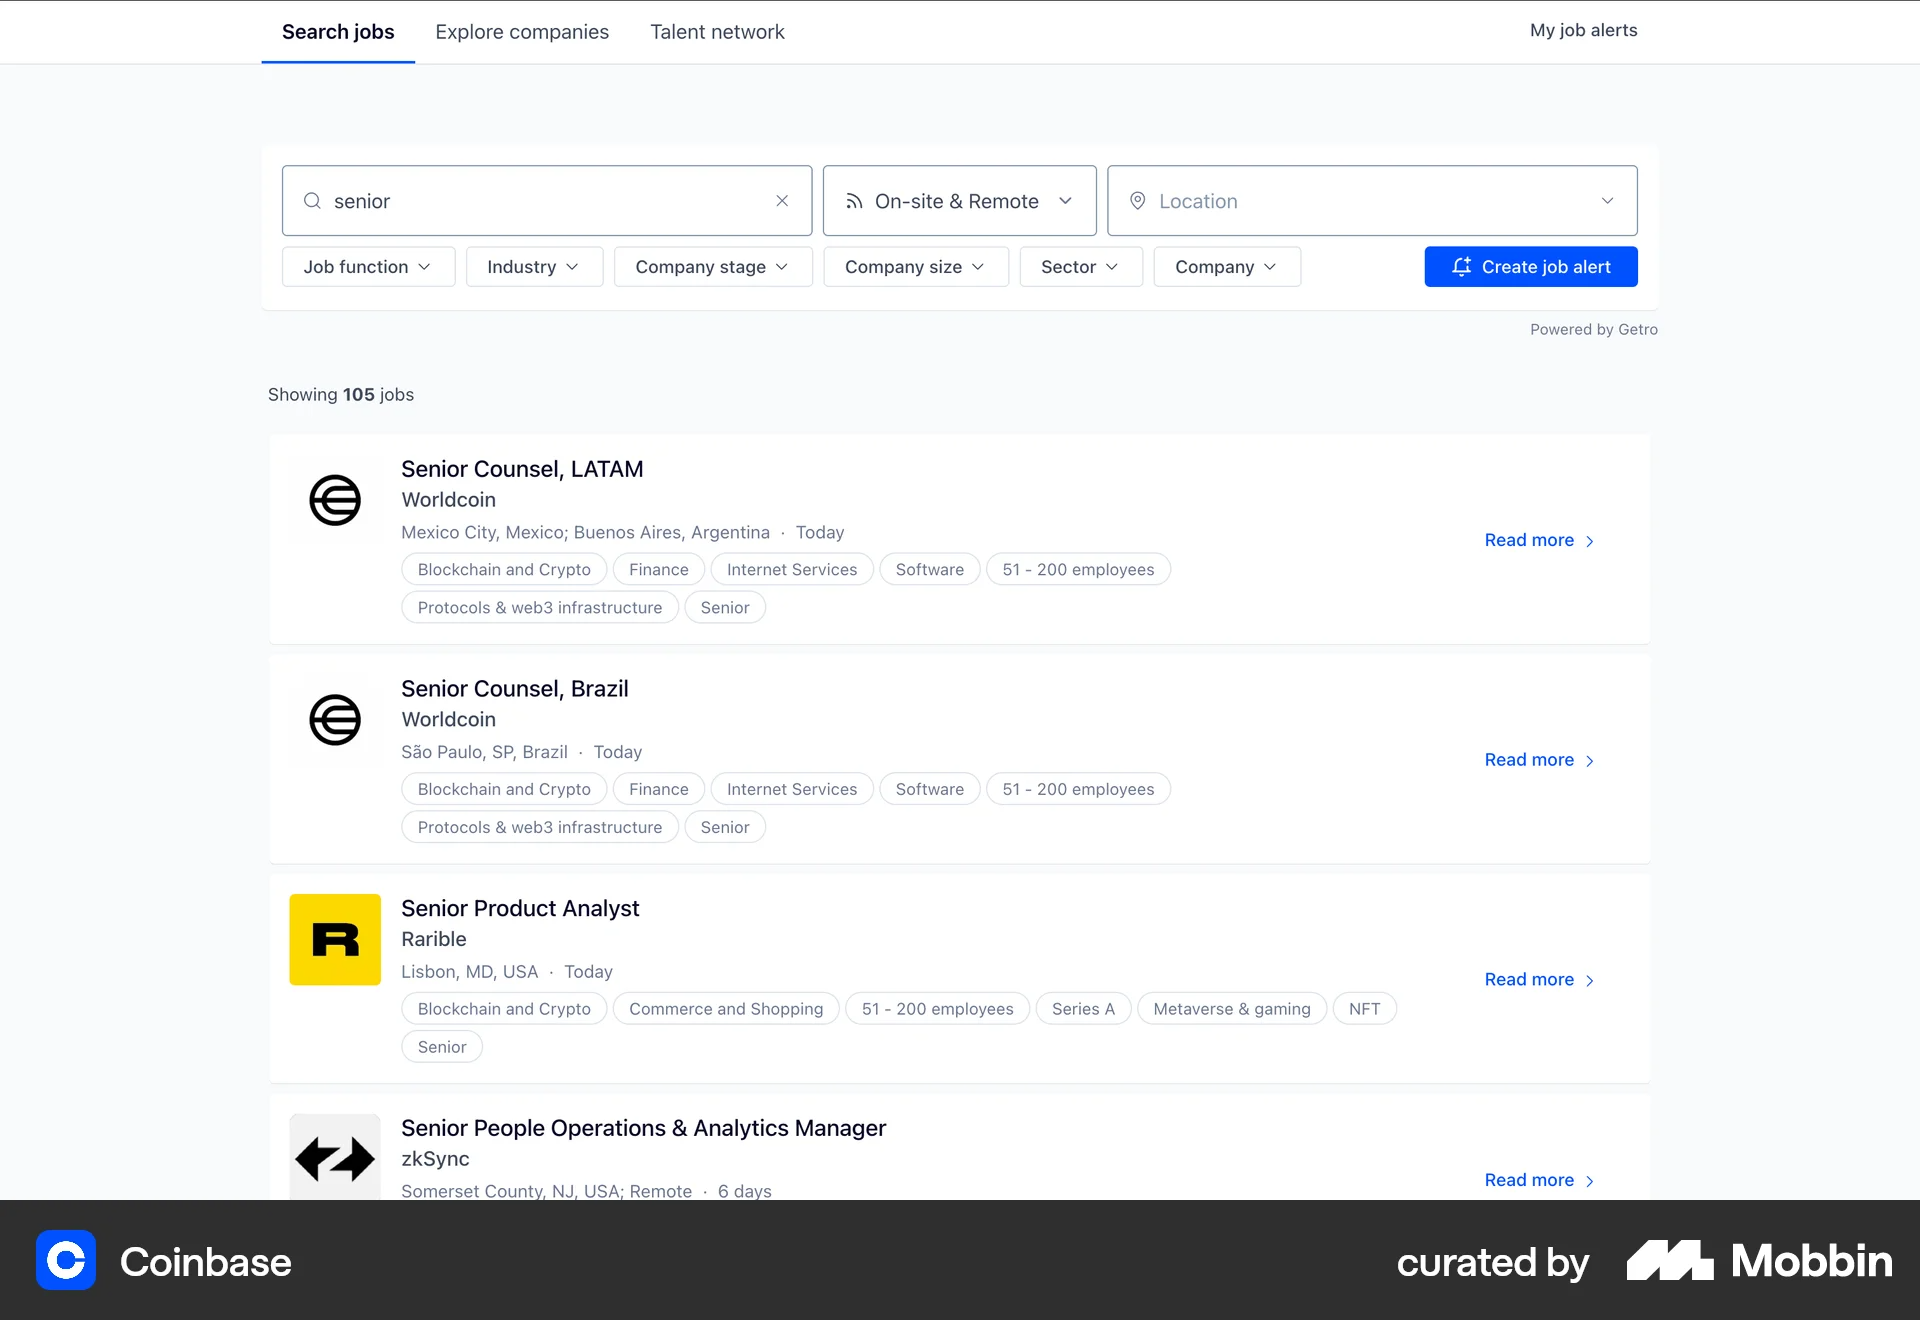 Search jobs Explore companies Talent network My job alerts
senior On-site & Remote Location
Job function Industry Company stage Company size Sector Company Create job alert
Powered by Getro
Showing 105 jobs
Senior Counsel, LATAM
Worldcoin
Mexico City, Mexico; Buenos Aires, Argentina · Today
Read more
Blockchain and Crypto Finance Internet Services Software 51 - 200 employees
Protocols & web3 infrastructure Senior
Senior Counsel, Brazil
Worldcoin
São Paulo, SP, Brazil · Today
Read more
Blockchain and Crypto Finance Internet Services Software 51 - 200 employees
Protocols & web3 infrastructure Senior
R
Senior Product Analyst
Rarible
Lisbon, MD, USA · Today
Read more
Blockchain and Crypto Commerce and Shopping 51 - 200 employees Series A Metaverse & gaming NFT
Senior
Senior People Operations & Analytics Manager
zkSync
Read more
Somerset County, NJ, USA; Remote · 6 days
Coinbase curated by Mobbin